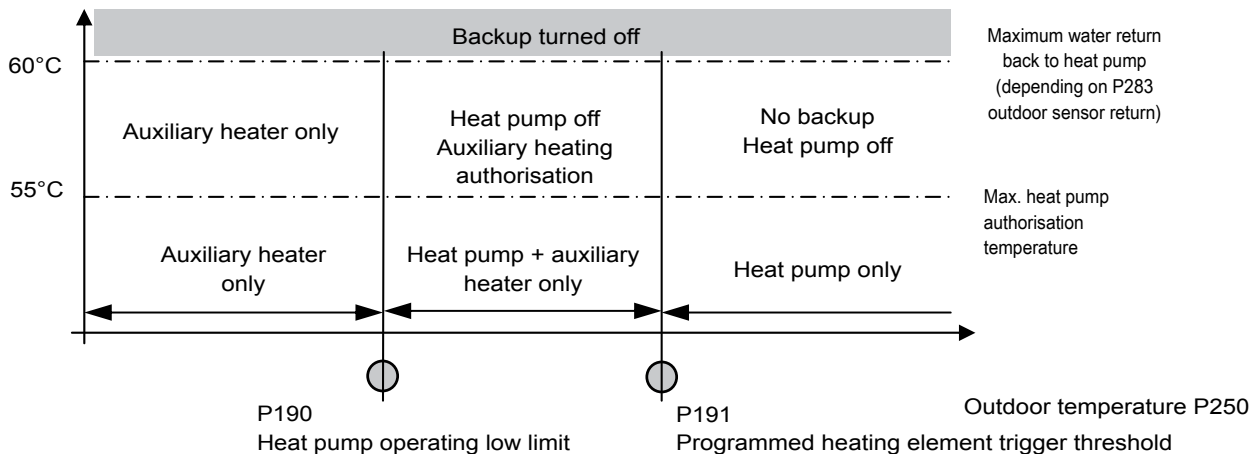 Backup turned off
Maximum water return
back to heat pump
(depending on P283
outdoor sensor return)
60°C
Auxiliary heater only
Heat pump off
Auxiliary heating
authorisation
No backup
Heat pump off
55°C
Max. heat pump
authorisation
temperature
Auxiliary heater
only
Heat pump + auxiliary
heater only
Heat pump only
P190
Heat pump operating low limit
P191
Programmed heating element trigger threshold
Outdoor temperature P250